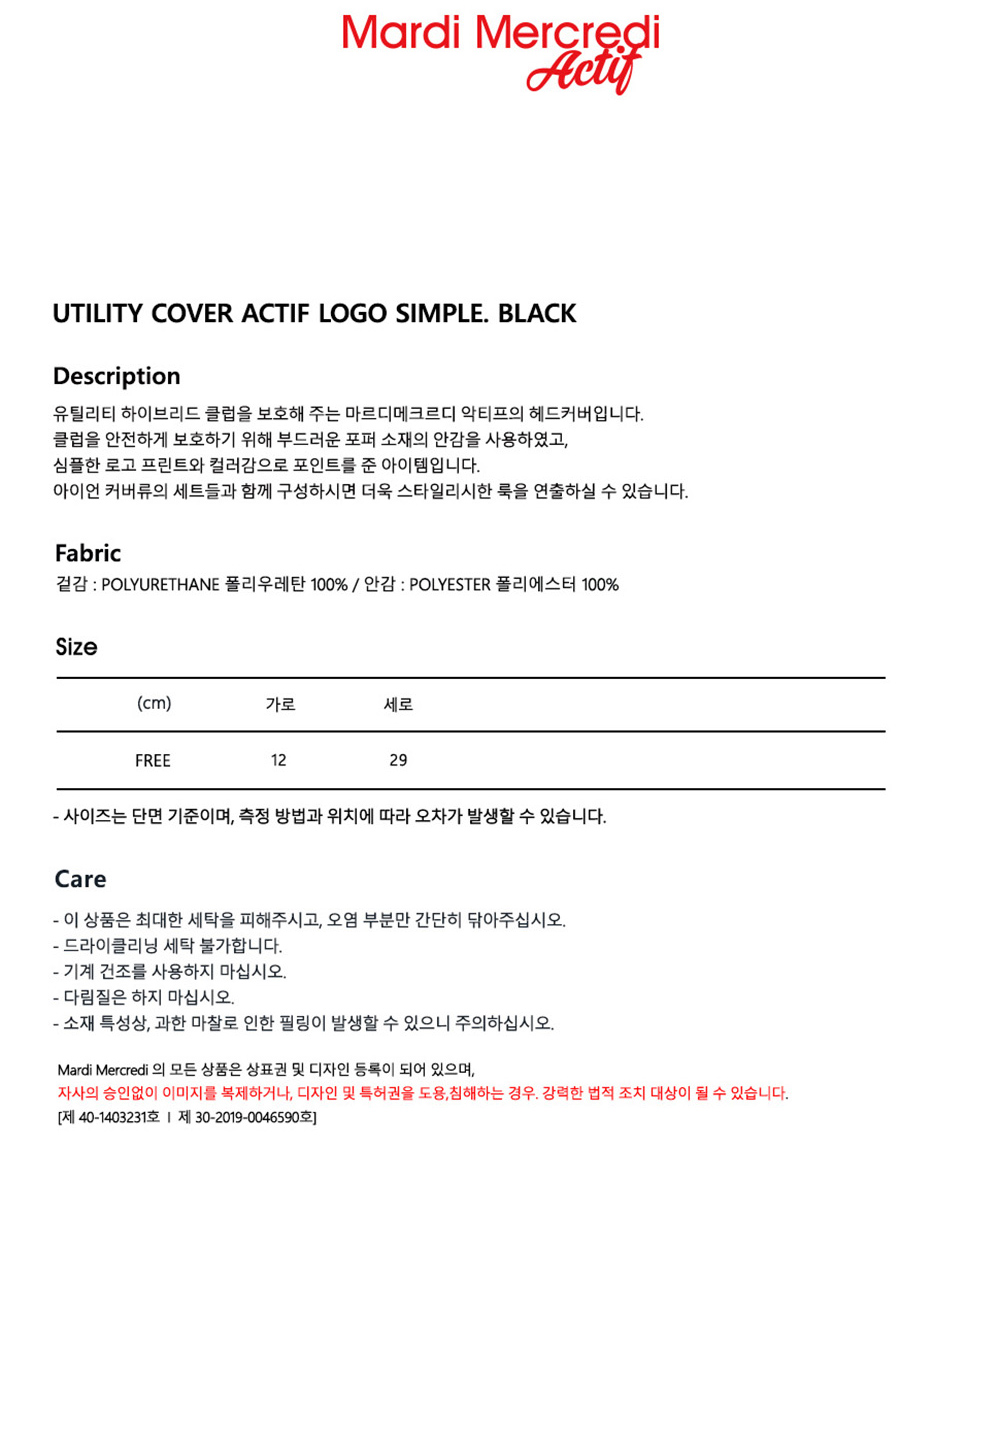 Mardi Mercredi
Actif
UTILITY COVER ACTIF LOGO SIMPLE. BLACK
Description
유틸리티 하이브리드 클럽을 보호해 주는 마르디메크르디 악티프의 헤드커버입니다.
클럽을 안전하게 보호하기 위해 부드러운 포퍼 소재의 안감을 사용하였고,
심플한 로고 프린트와 컬러감으로 포인트를 준 아이템입니다.
아이언 커버류의 세트들과 함께 구성하시면 더욱 스타일리시한 룩을 연출하실 수 있습니다.
Fabric
겉감 : POLYURETHANE 폴리우레탄 100% / 안감 : POLYESTER 폴리에스터 100%
Size
(cm) 가로 세로
FREE 12 29
- 사이즈는 단면 기준이며, 측정 방법과 위치에 따라 오차가 발생할 수 있습니다.
Care
- 이 상품은 최대한 세탁을 피해주시고, 오염 부분만 간단히 닦아주십시오.
- 드라이클리닝 세탁 불가합니다.
- 기계 건조를 사용하지 마십시오.
- 다림질은 하지 마십시오.
- 소재 특성상, 과한 마찰로 인한 필링이 발생할 수 있으니 주의하십시오.
Mardi Mercredi 의 모든 상품은 상표권 및 디자인 등록이 되어 있으며,
자사의 승인없이 이미지를 복제하거나, 디자인 및 특허권을 도용,침해하는 경우. 강력한 법적 조치 대상이 될 수 있습니다.
[제 40-1403231호 ㅣ 제 30-2019-0046590호]